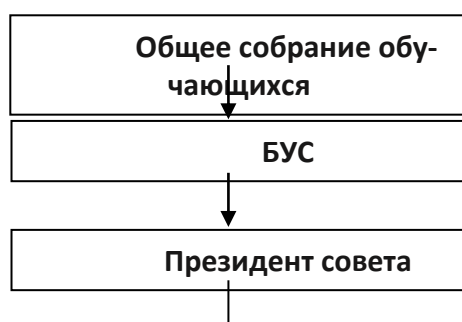 Общее собрание обу-
чающихся
БУС
Президент совета